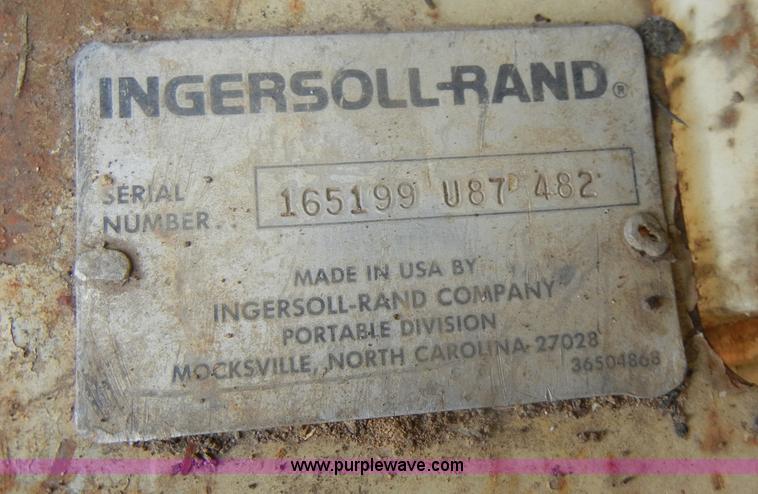 INGERSOLL-RAND®
SERIAL
NUMBER.. 165199 U87 482
MADE IN USA BY
INGERSOLL-RAND COMPANY
PORTABLE DIVISION
MOCKSVILLE, NORTH CAROLINA 27028
36504868
www.purplewave.com